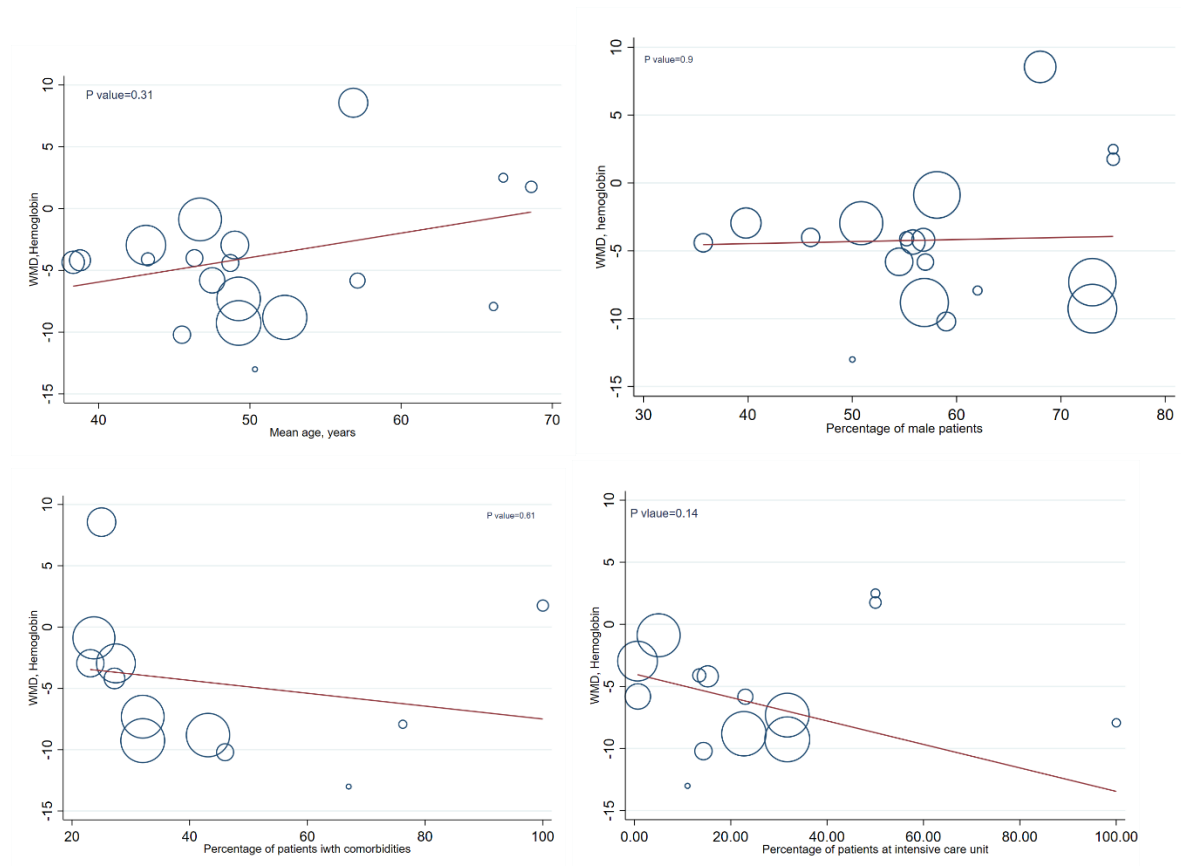 P value=0.31
WMD,Hemoglobin
10
5
0
-5
-10
-15
40 50 60 70
Mean age, years
P value=0.9
WMD, hemoglobin
10
5
0
-5
-10
-15
30 40 50 60 70 80
Percentage of male patients
P value=0.61
WMD, Hemoglobin
10
5
0
-5
-10
-15
20 40 60 80 100
Percentage of patients iwth comorbidities
P vlaue=0.14
WMD, Hemoglobin
10
5
0
-5
-10
-15
0.00 20.00 40.00 60.00 80.00 100.00
Percentage of patients at intensive care unit